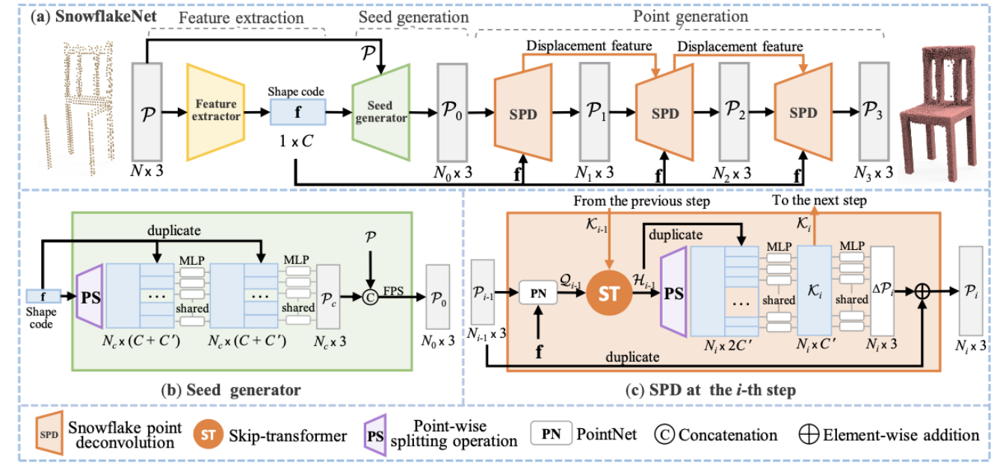 (a) SnowflakeNet
Feature extraction
Seed generation
Point generation
𝒫
Displacement feature
Displacement feature
𝒫
Feature extractor
Shape code
f
Seed generator
𝒫₀
SPD
𝒫₁
SPD
𝒫₂
SPD
𝒫₃
1 x C
N x 3
N₀ x 3
f
N₁ x 3
f
N₂ x 3
f
N₃ x 3
duplicate
f
Shape code
PS
...
MLP
shared
...
MLP
shared
𝒫c
𝒫
C
FPS
𝒫₀
Nc x (C + C′)
Nc x (C + C′)
Nc x 3
N₀ x 3
(b) Seed generator
From the previous step
To the next step
𝒦i-1
𝒦i
duplicate
𝒫i-1
PN
𝒬i-1
ST
ℋi-1
PS
...
MLP
shared
𝒦i
MLP
shared
Δ𝒫i
𝒫i
Ni-1 x 3
f
Ni x 2C′
Ni x C′
Ni x 3
Ni x 3
duplicate
(c) SPD at the i-th step
SPD
Snowflake point
deconvolution
ST
Skip-transformer
PS
Point-wise
splitting operation
PN
PointNet
C
Concatenation
Element-wise addition